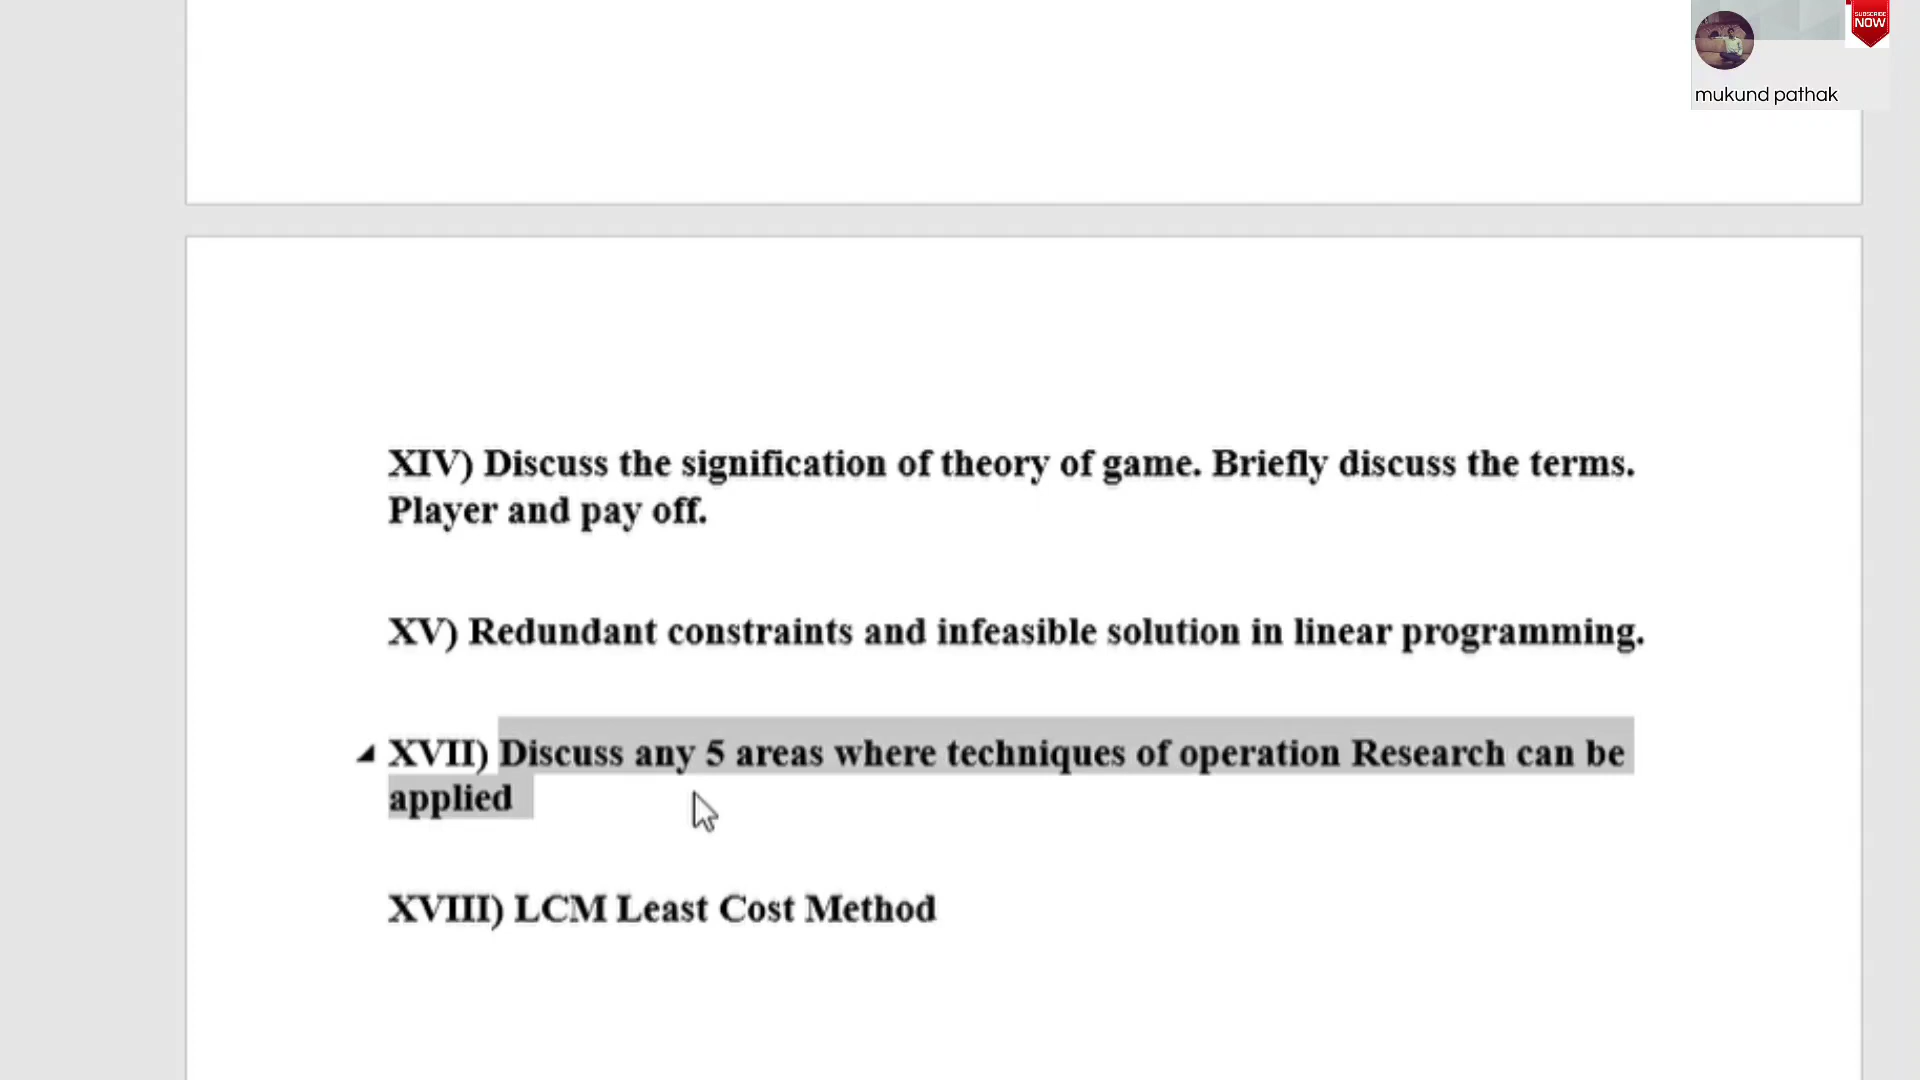 SUBSCRIBE
NOW
mukund pathak
XIV) Discuss the signification of theory of game. Briefly discuss the terms.
Player and pay off.
XV) Redundant constraints and infeasible solution in linear programming.
XVII) Discuss any 5 areas where techniques of operation Research can be
applied
XVIII) LCM Least Cost Method